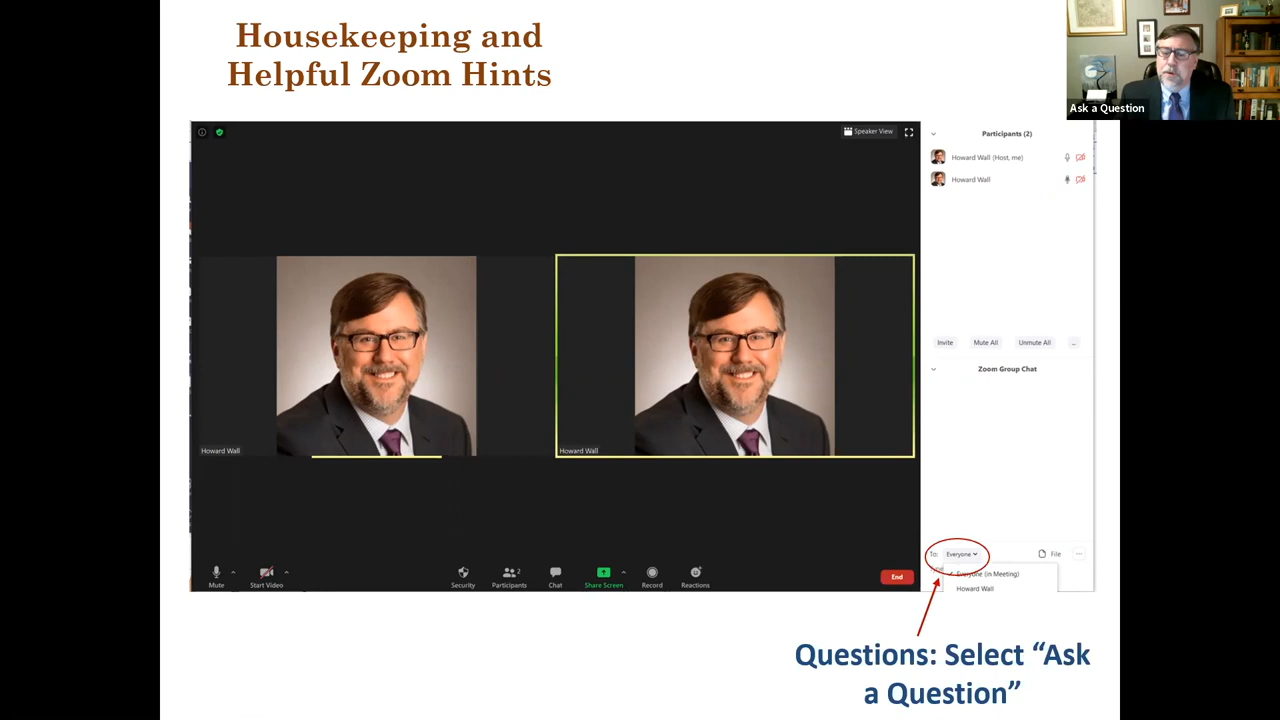 Housekeeping and
Helpful Zoom Hints
Ask a Question
Speaker View
Participants (2)
Howard Wall (Host, me)
Howard Wall
Invite
Mute All
Unmute All
...
Zoom Group Chat
Howard Wall
Howard Wall
To: Everyone
File
...
Everyone (in Meeting)
Howard Wall
Mute
Start Video
Security
Participants
2
Chat
Share Screen
Record
Reactions
End
Questions: Select “Ask
a Question”